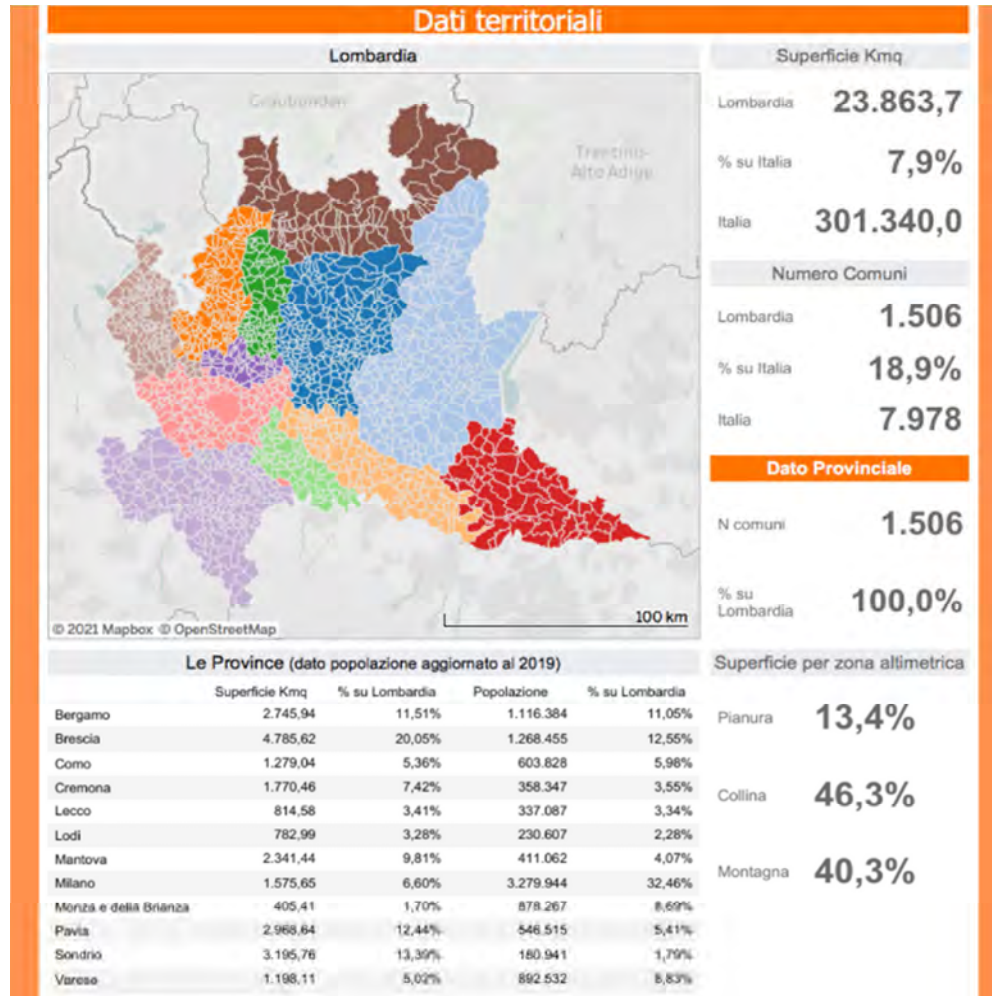 Dati territoriali
Lombardia
Graubünden
Trentino-
Alto Adige
100 km
© 2021 Mapbox © OpenStreetMap
Superficie Kmq
Lombardia 23.863,7
% su Italia 7,9%
Italia 301.340,0
Numero Comuni
Lombardia 1.506
% su Italia 18,9%
Italia 7.978
Dato Provinciale
N comuni 1.506
% su
Lombardia 100,0%
Le Province (dato popolazione aggiornato al 2019)
Superficie Kmq % su Lombardia Popolazione % su Lombardia
Bergamo 2.745,94 11,51% 1.116.384 11,05%
Brescia 4.785,62 20,05% 1.268.455 12,55%
Como 1.279,04 5,36% 603.828 5,98%
Cremona 1.770,46 7,42% 358.347 3,55%
Lecco 814,58 3,41% 337.087 3,34%
Lodi 782,99 3,28% 230.607 2,28%
Mantova 2.341,44 9,81% 411.062 4,07%
Milano 1.575,65 6,60% 3.279.944 32,46%
Monza e della Brianza 405,41 1,70% 878.267 8,69%
Pavia 2.968,64 12,44% 546.515 5,41%
Sondrio 3.195,76 13,39% 180.941 1,79%
Varese 1.198,11 5,02% 892.532 8,83%
Superficie per zona altimetrica
Pianura 13,4%
Collina 46,3%
Montagna 40,3%